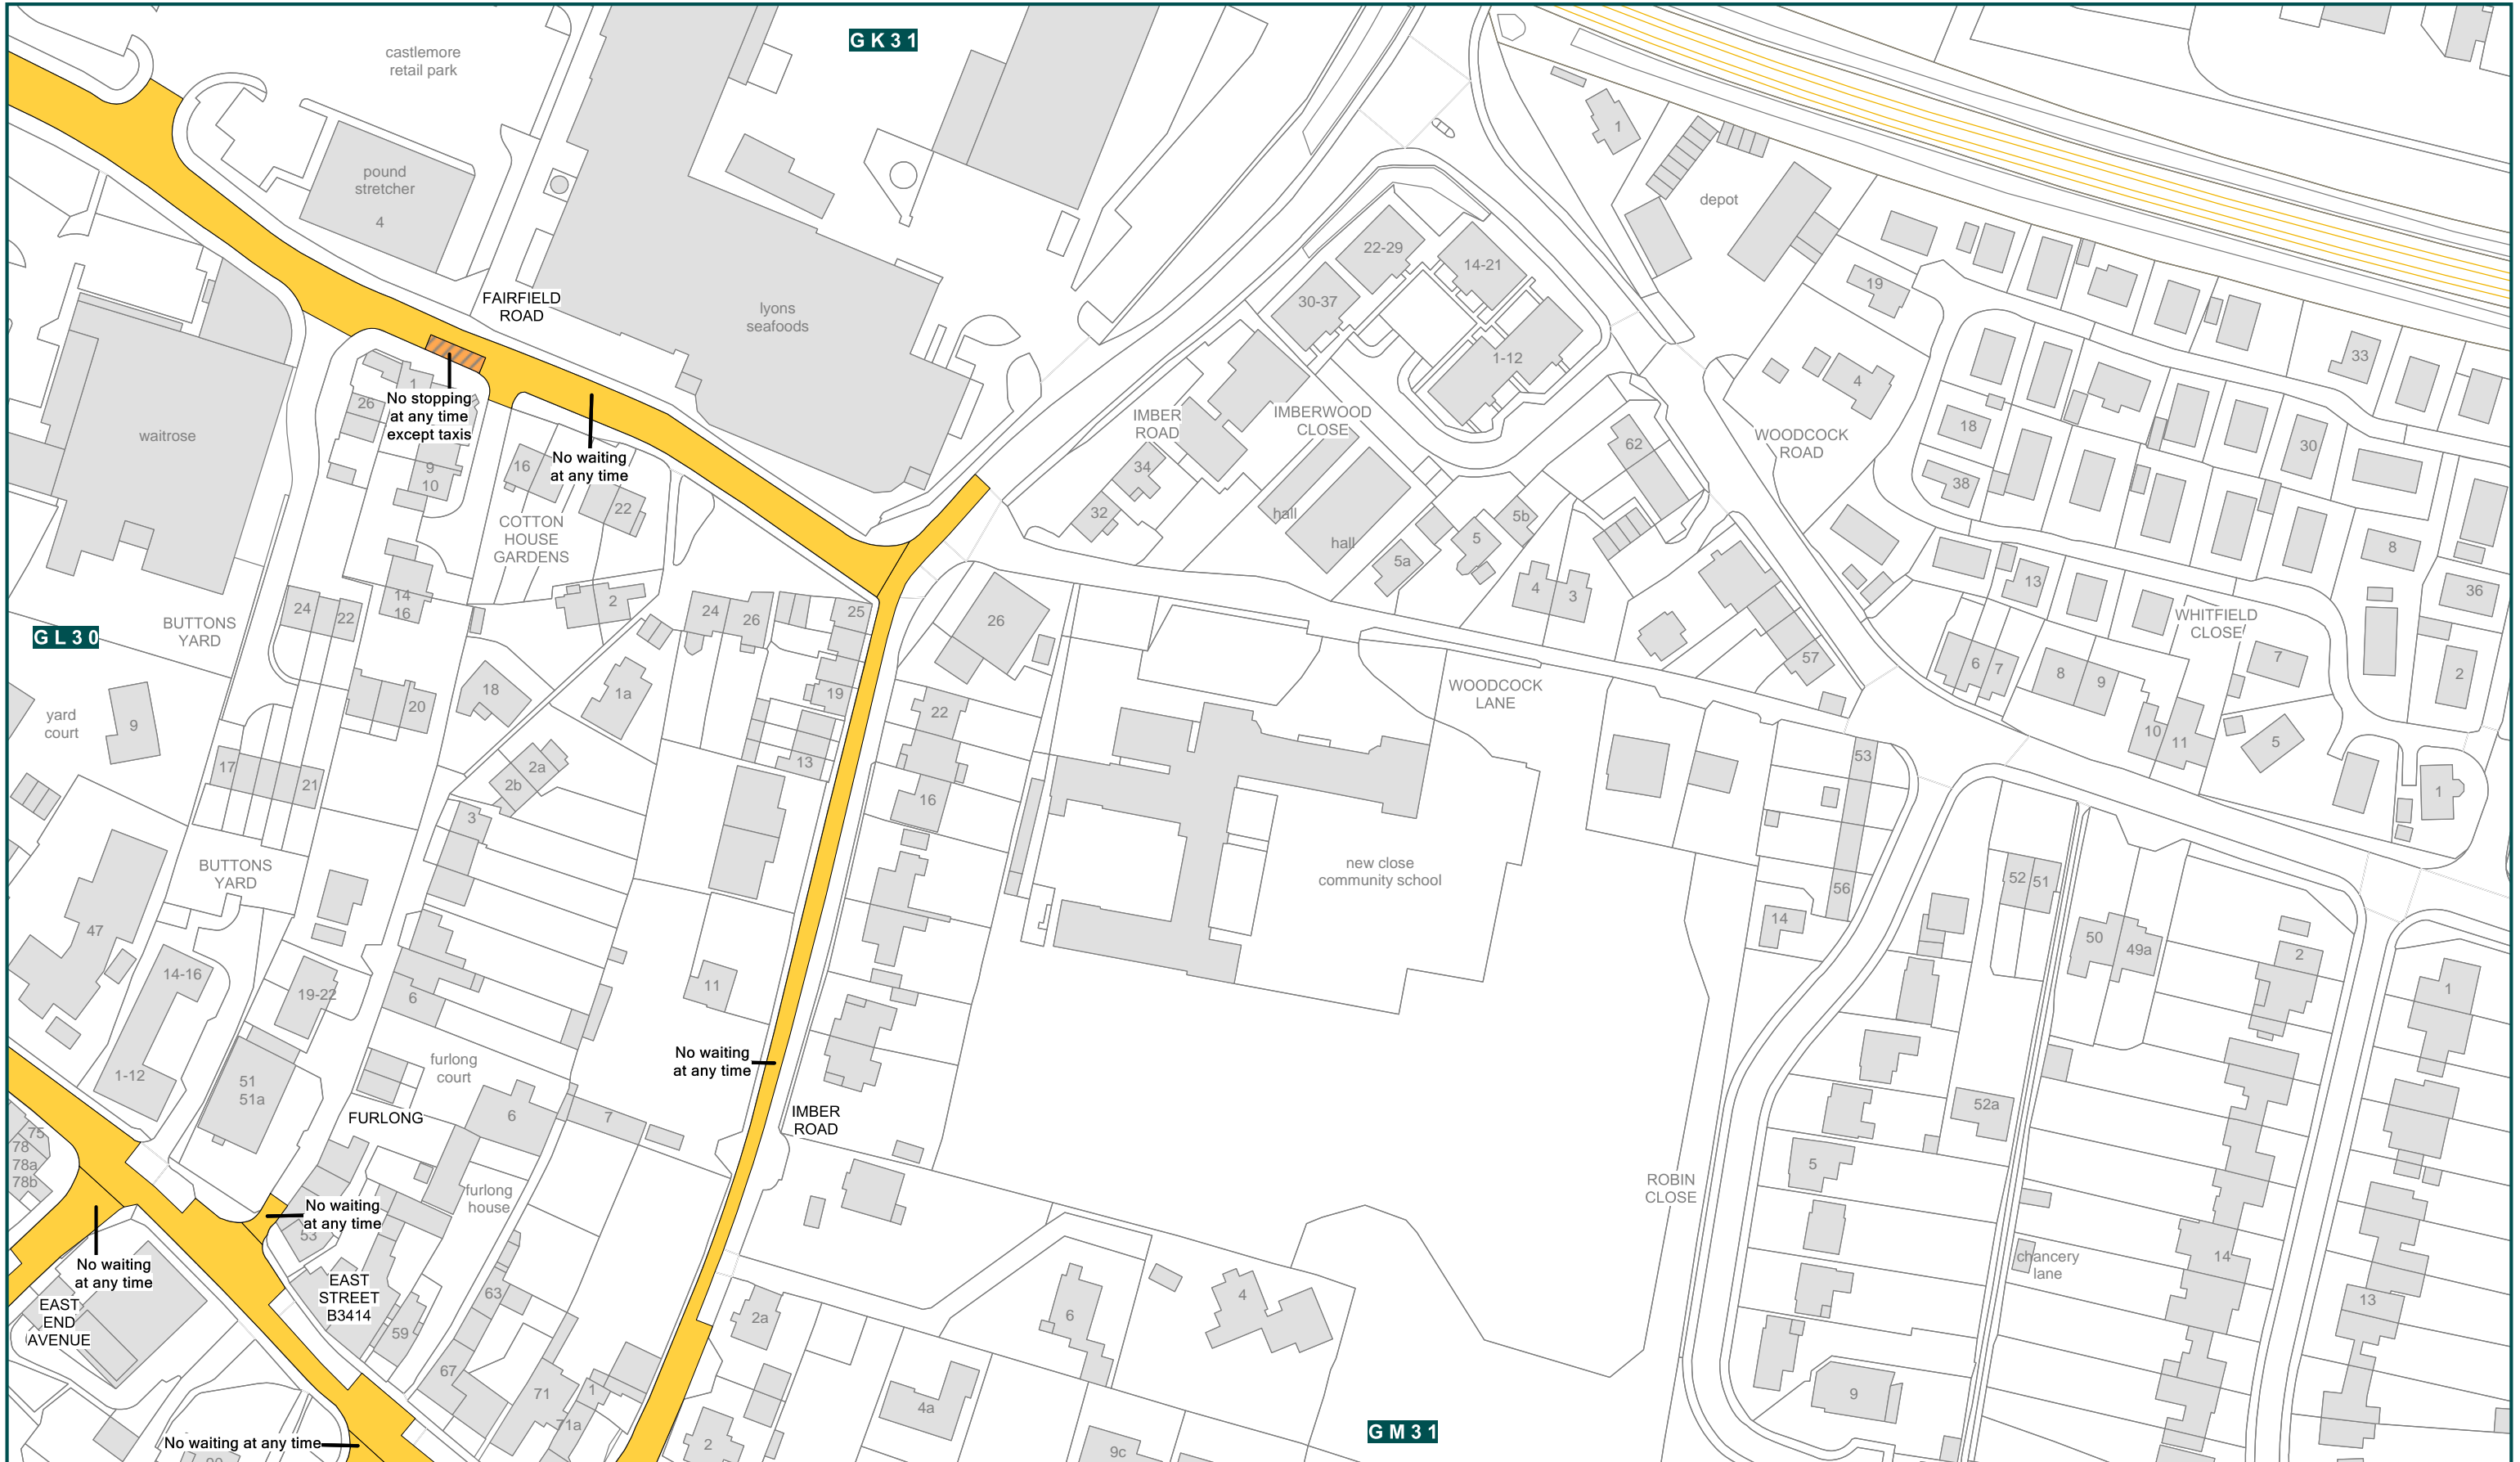 GK31
castlemore
retail park
pound
stretcher
4
FAIRFIELD
ROAD
lyons
seafoods
waitrose
1
26
No stopping
at any time
except taxis
9
10
No waiting
at any time
16
22
COTTON
HOUSE
GARDENS
14
16
2
24
22
BUTTONS
YARD
GL30
yard
court
9
17
21
20
18
1a
24
26
25
19
13
2a
2b
3
BUTTONS
YARD
47
14-16
1-12
19-22
6
51
51a
furlong
court
FURLONG
6
7
furlong
house
11
No waiting
at any time
IMBER
ROAD
75
78
78a
78b
No waiting
at any time
53
No waiting
at any time
EAST
END
AVENUE
EAST
STREET
B3414
59
63
67
71
71a
1
No waiting at any time
22-29
14-21
30-37
1-12
IMBER
ROAD
IMBERWOOD
CLOSE
34
32
hall
hall
5a
5
5b
4
3
62
57
26
22
16
1
depot
19
4
WOODCOCK
ROAD
18
38
33
30
8
36
13
WHITFIELD
CLOSE
6
7
8
9
10
11
7
5
2
1
WOODCOCK
LANE
new close
community school
53
56
14
52
51
50
49a
2
1
52a
5
ROBIN
CLOSE
chancery
lane
14
13
9
2a
2
6
4
4a
9c
GM31